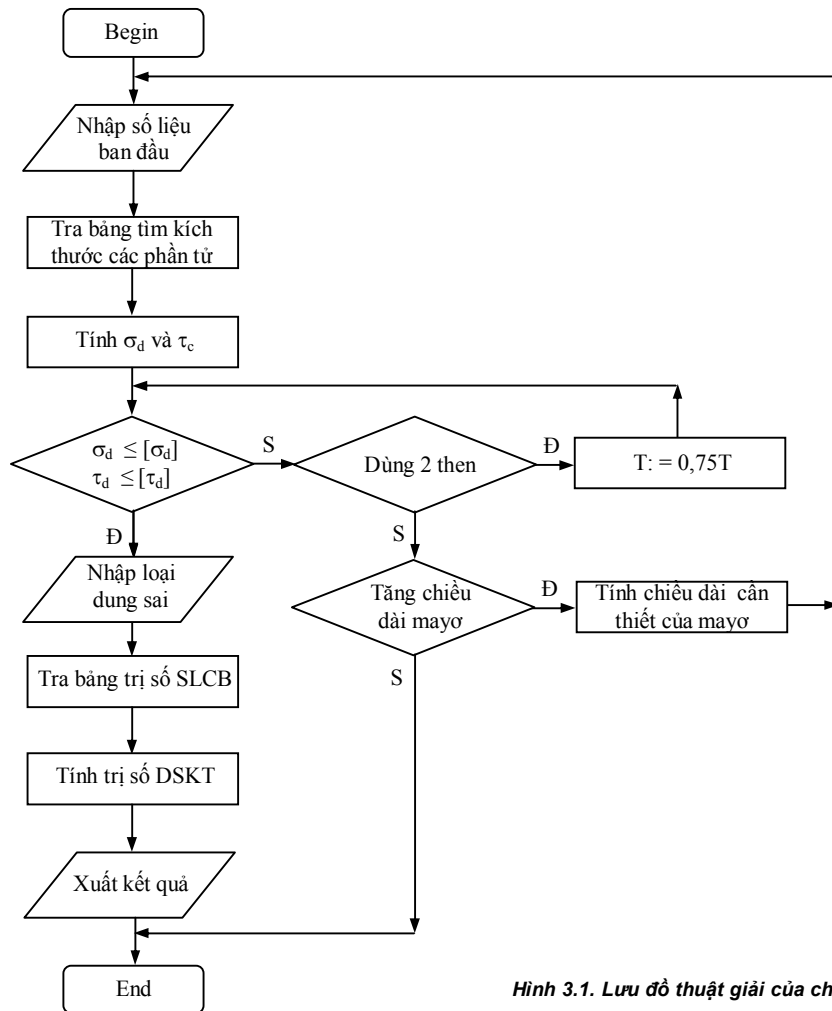 Begin
Nhập số liệu
ban đầu
Tra bảng tìm kích
thước các phần tử
Tính σd và τc
σd ≤ [σd]
τd ≤ [τd]
S
Dùng 2 then
Đ
T: = 0,75T
Đ
S
Nhập loại
dung sai
Tăng chiều
dài mayơ
Đ
Tính chiều dài cần
thiết của mayơ
Tra bảng trị số SLCB
S
Tính trị số DSKT
Xuất kết quả
End
Hình 3.1. Lưu đồ thuật giải của ch